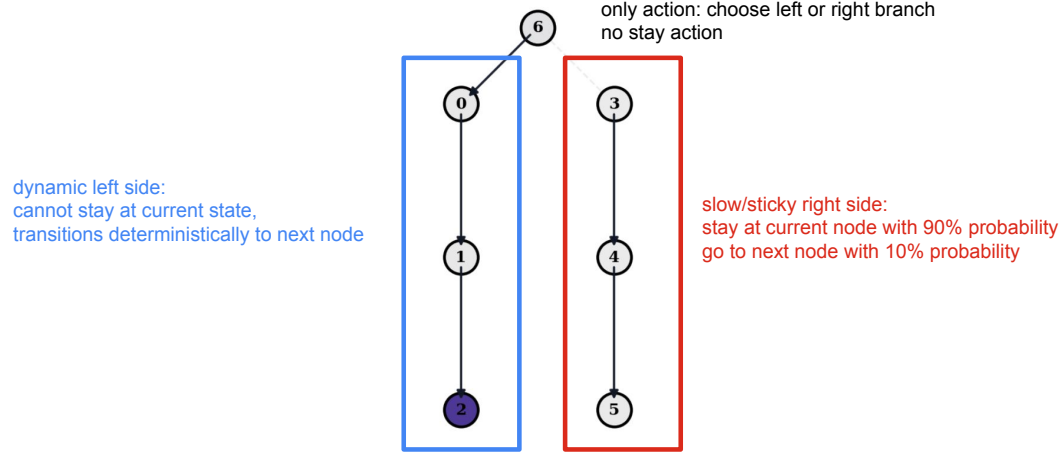 only action: choose left or right branch
no stay action
6
0
3
dynamic left side:
cannot stay at current state,
transitions deterministically to next node
slow/sticky right side:
stay at current node with 90% probability
go to next node with 10% probability
1
4
2
5